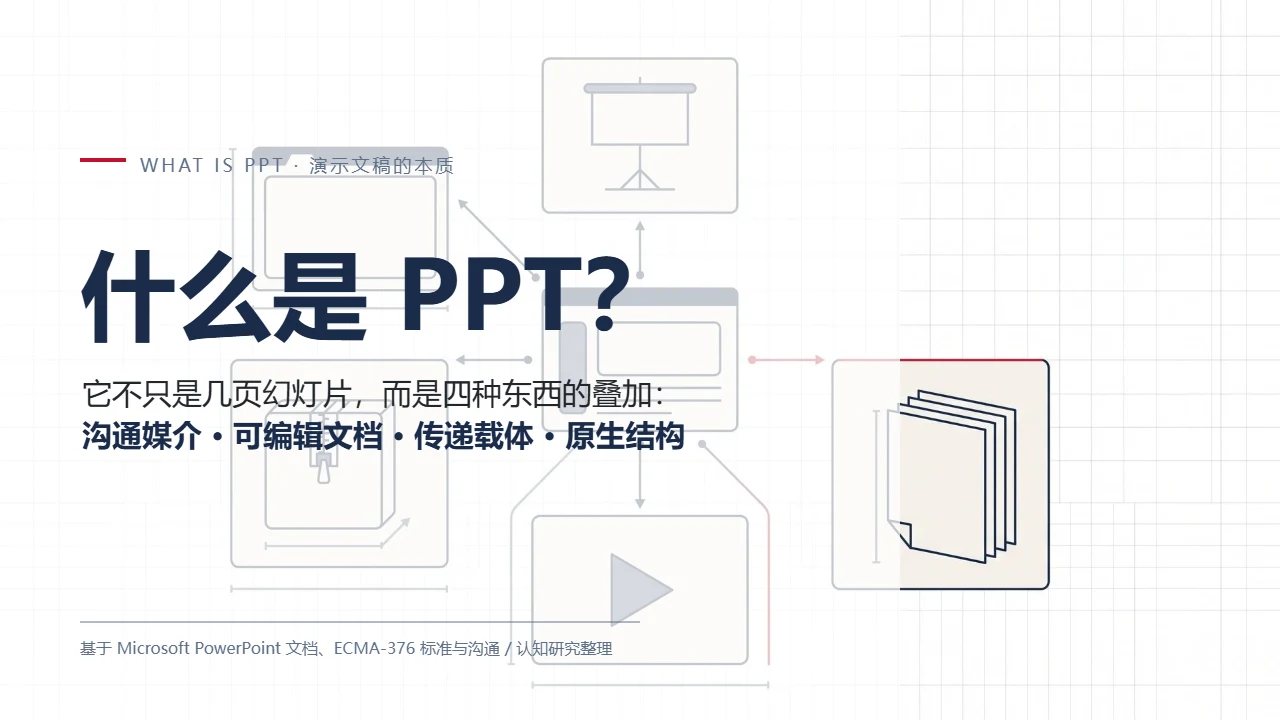 WHAT IS PPT · 演示文稿的本质
什么是 PPT？
它不只是几页幻灯片，而是四种东西的叠加：
沟通媒介 • 可编辑文档 • 传递载体 • 原生结构
基于 Microsoft PowerPoint 文档、ECMA-376 标准与沟通 / 认知研究整理